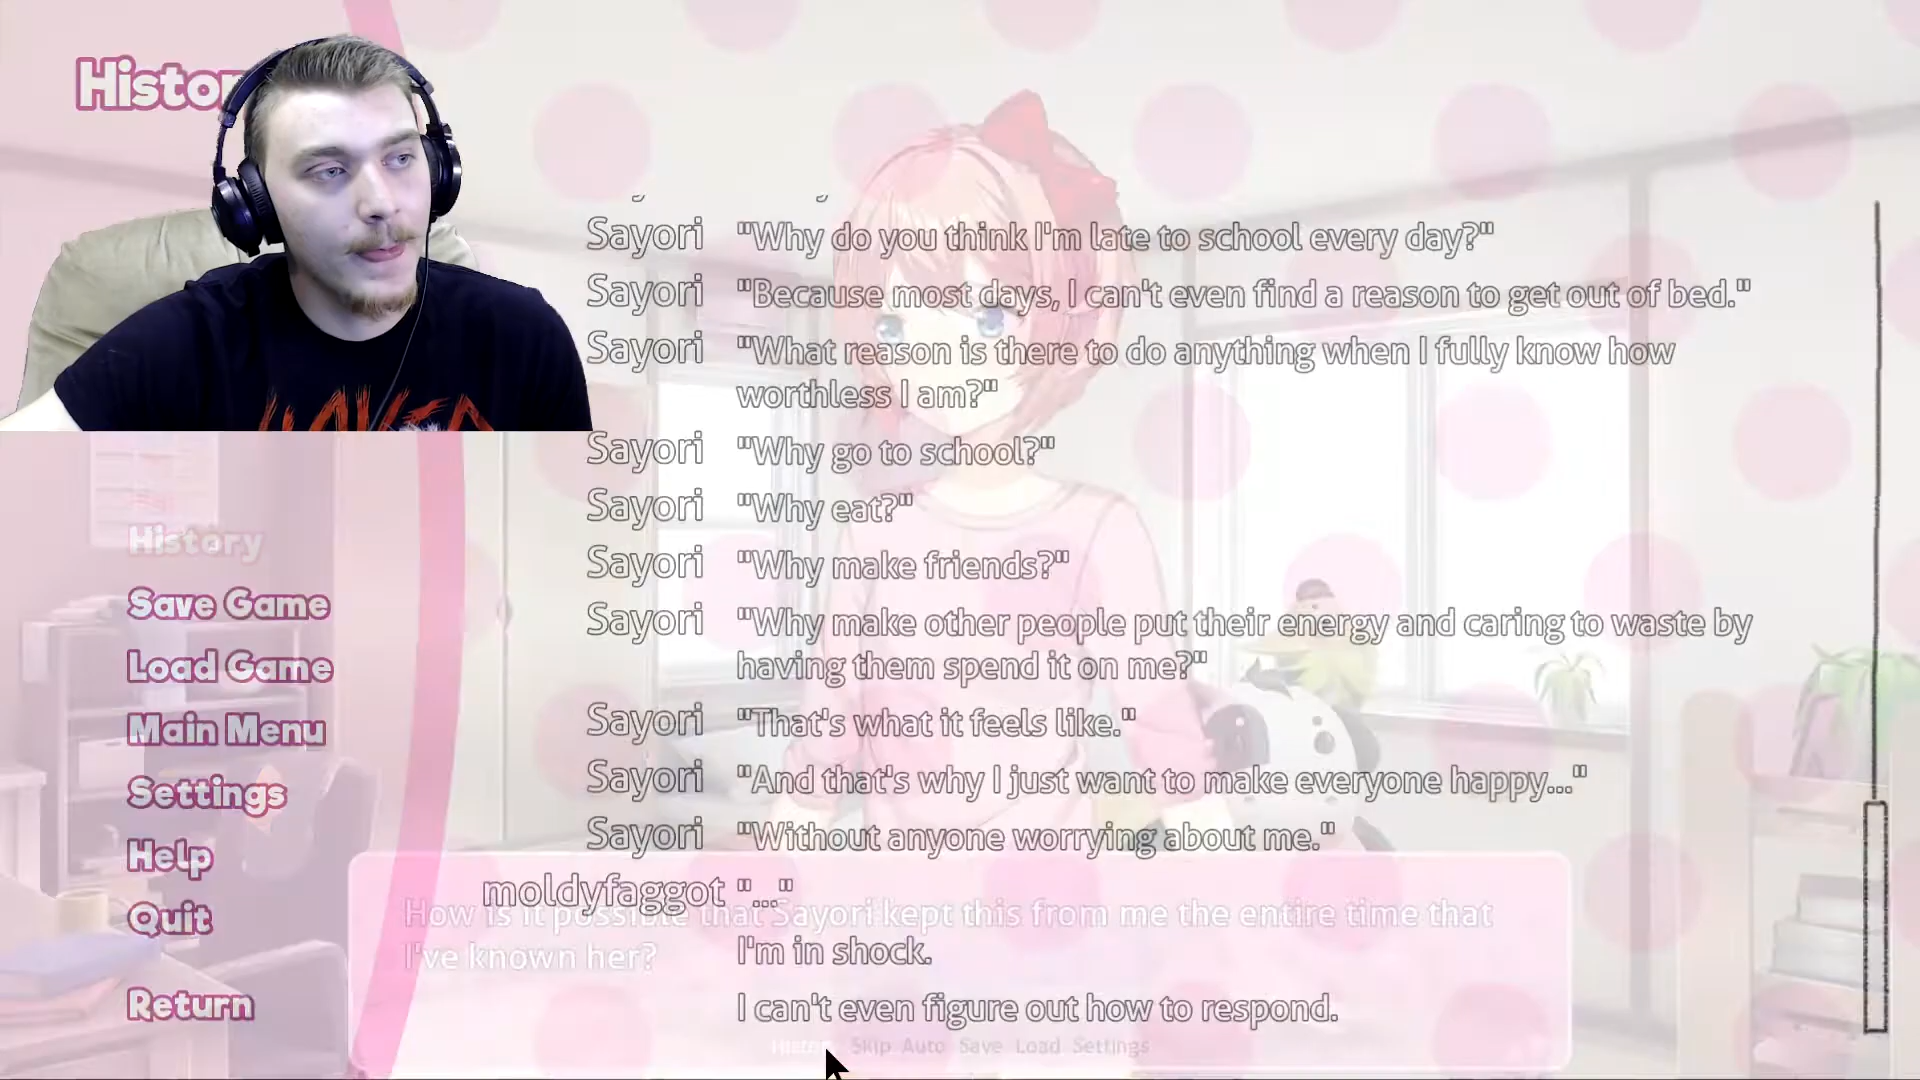 Histor
Sayori "Why do you think I'm late to school every day?"
Sayori "Because most days, I can't even find a reason to get out of bed."
Sayori "What reason is there to do anything when I fully know how
worthless I am?"
Sayori "Why go to school?"
Sayori "Why eat?"
Sayori "Why make friends?"
Sayori "Why make other people put their energy and caring to waste by
having them spend it on me?"
Sayori "That's what it feels like."
Sayori "And that's why I just want to make everyone happy..."
Sayori "Without anyone worrying about me."
moldyfaggot "..."
I'm in shock.
I can't even figure out how to respond.
How is it possible that Sayori kept this from me the entire time that
I've known her?
History
Save Game
Load Game
Main Menu
Settings
Help
Quit
Return
Histor Skip Auto Save Load Settings